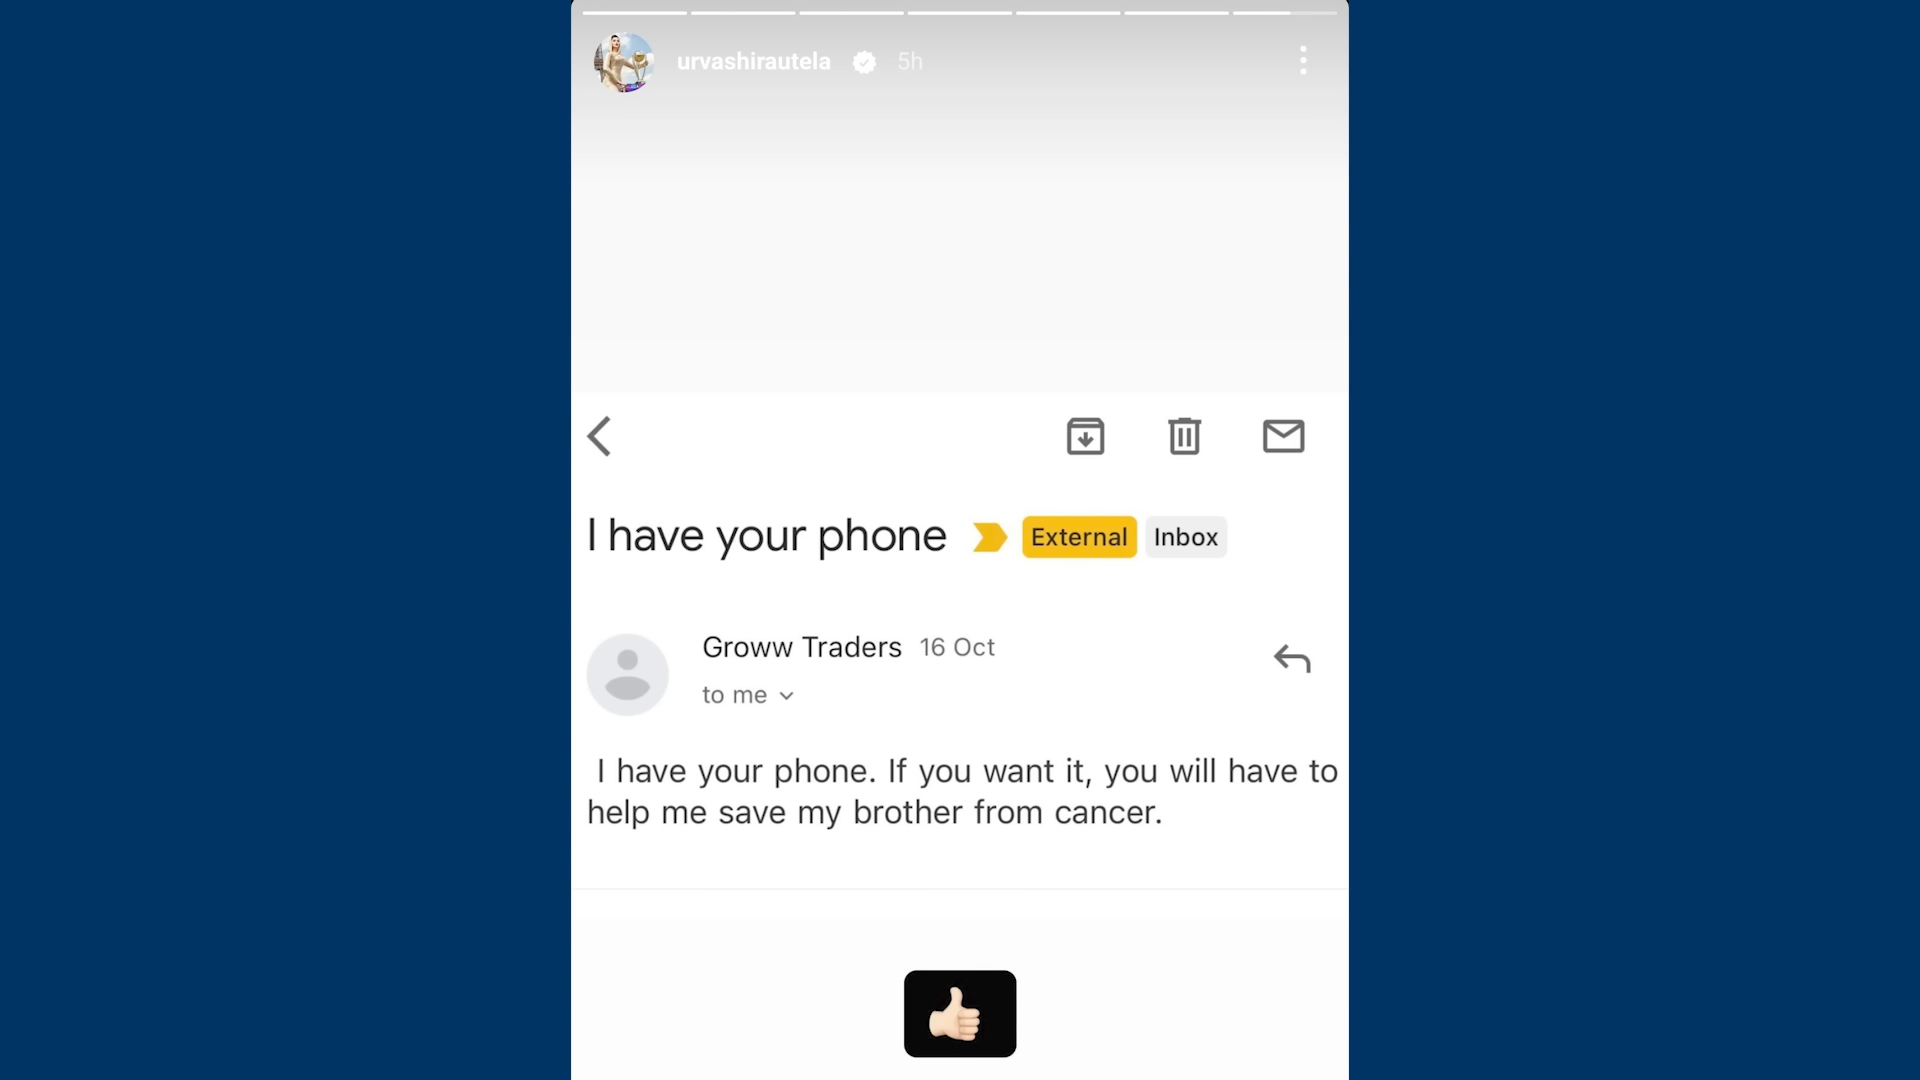 urvashirautela 5h
I have your phone External Inbox
Groww Traders 16 Oct
to me
I have your phone. If you want it, you will have to
help me save my brother from cancer.